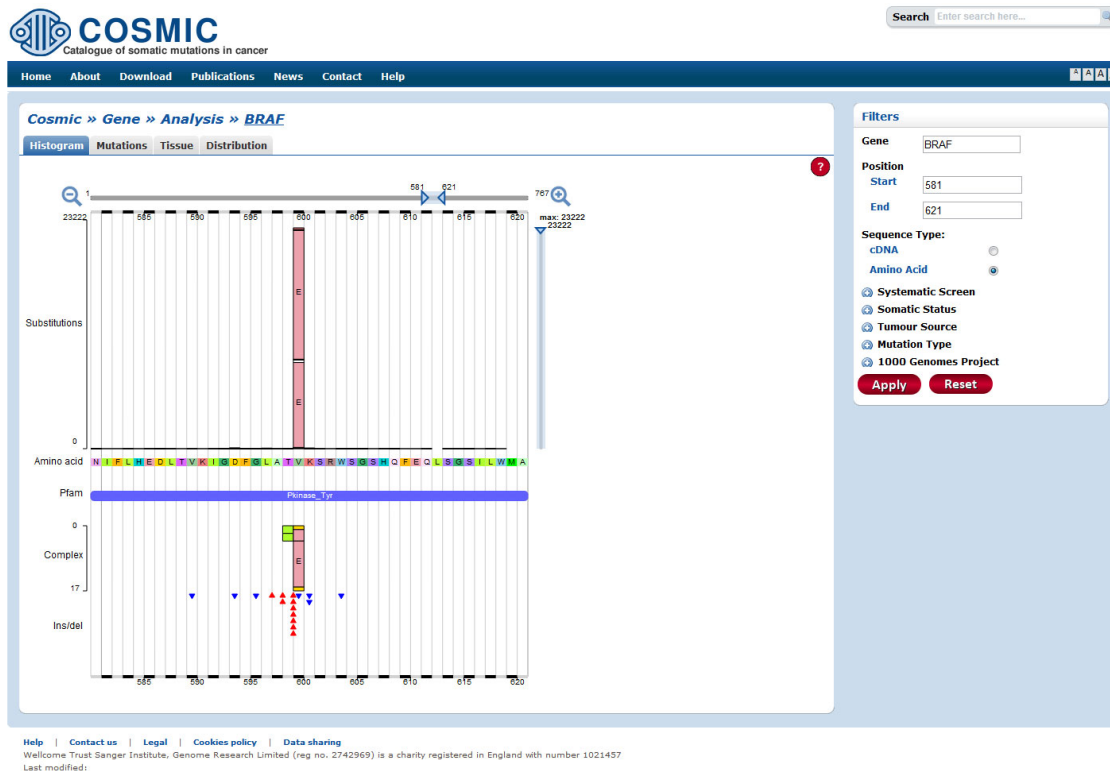 COSMIC
Catalogue of somatic mutations in cancer
Search Enter search here...
Home About Download Publications News Contact Help
A A A
Cosmic » Gene » Analysis » BRAF
Histogram Mutations Tissue Distribution
?
1 581 621 767
23222 585 590 595 600 605 610 615 620 max: 23222
23222
E
Substitutions
E
0
Amino acid N I F L H E D L T V K I G D F G L A T V K S R W S G S H Q F E Q L S G S I L W M A
Pfam Pkinase_Tyr
0
Complex E
17
Ins/del
585 590 595 600 605 610 615 620
Filters
Gene BRAF
Position
Start 581
End 621
Sequence Type:
cDNA
Amino Acid
Systematic Screen
Somatic Status
Tumour Source
Mutation Type
1000 Genomes Project
Apply Reset
Help | Contact us | Legal | Cookies policy | Data sharing
Wellcome Trust Sanger Institute, Genome Research Limited (reg no. 2742969) is a charity registered in England with number 1021457
Last modified: